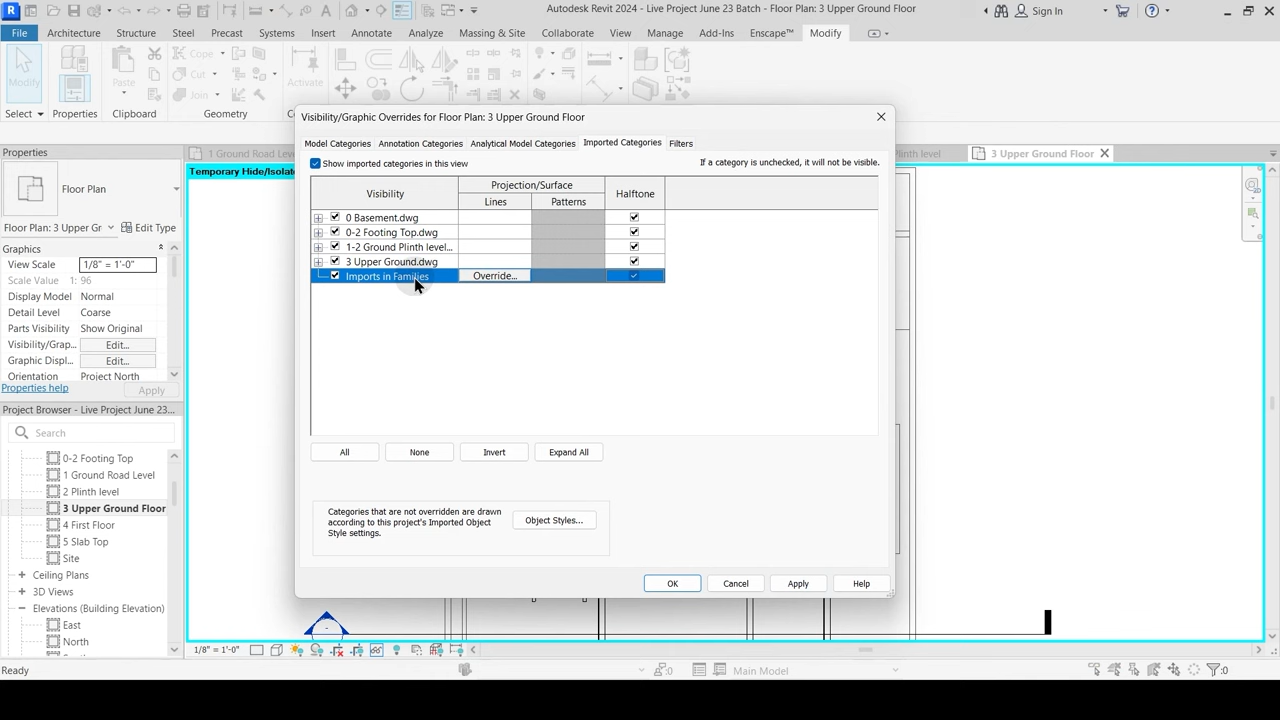 Autodesk Revit 2024 - Live Project June 23 Batch - Floor Plan: 3 Upper Ground Floor
Sign In
File Architecture Structure Steel Precast Systems Insert Annotate Analyze Massing & Site Collaborate View Manage Add-Ins Enscape™ Modify
Modify
Paste
Cope
Cut
Join
Activate
Select Properties Clipboard Geometry
Properties
Floor Plan
Floor Plan: 3 Upper Gr
Edit Type
Graphics
View Scale 1/8" = 1'-0"
Scale Value 1: 96
Display Model Normal
Detail Level Coarse
Parts Visibility Show Original
Visibility/Grap... Edit...
Graphic Displ... Edit...
Orientation Project North
Properties help Apply
Project Browser - Live Project June 23...
Search
0-2 Footing Top
1 Ground Road Level
2 Plinth level
3 Upper Ground Floor
4 First Floor
5 Slab Top
Site
Ceiling Plans
3D Views
Elevations (Building Elevation)
East
North
1 Ground Road Leve
Plinth level
3 Upper Ground Floor
Temporary Hide/Isolat
Visibility/Graphic Overrides for Floor Plan: 3 Upper Ground Floor
Model Categories Annotation Categories Analytical Model Categories Imported Categories Filters
Show imported categories in this view
If a category is unchecked, it will not be visible.
Visibility Projection/Surface Halftone
Lines Patterns
0 Basement.dwg
0-2 Footing Top.dwg
1-2 Ground Plinth level...
3 Upper Ground.dwg
Imports in Families Override...
All None Invert Expand All
Categories that are not overridden are drawn
according to this project's Imported Object
Style settings.
Object Styles...
OK Cancel Apply Help
1/8" = 1'-0"
Ready
:0
Main Model
:0